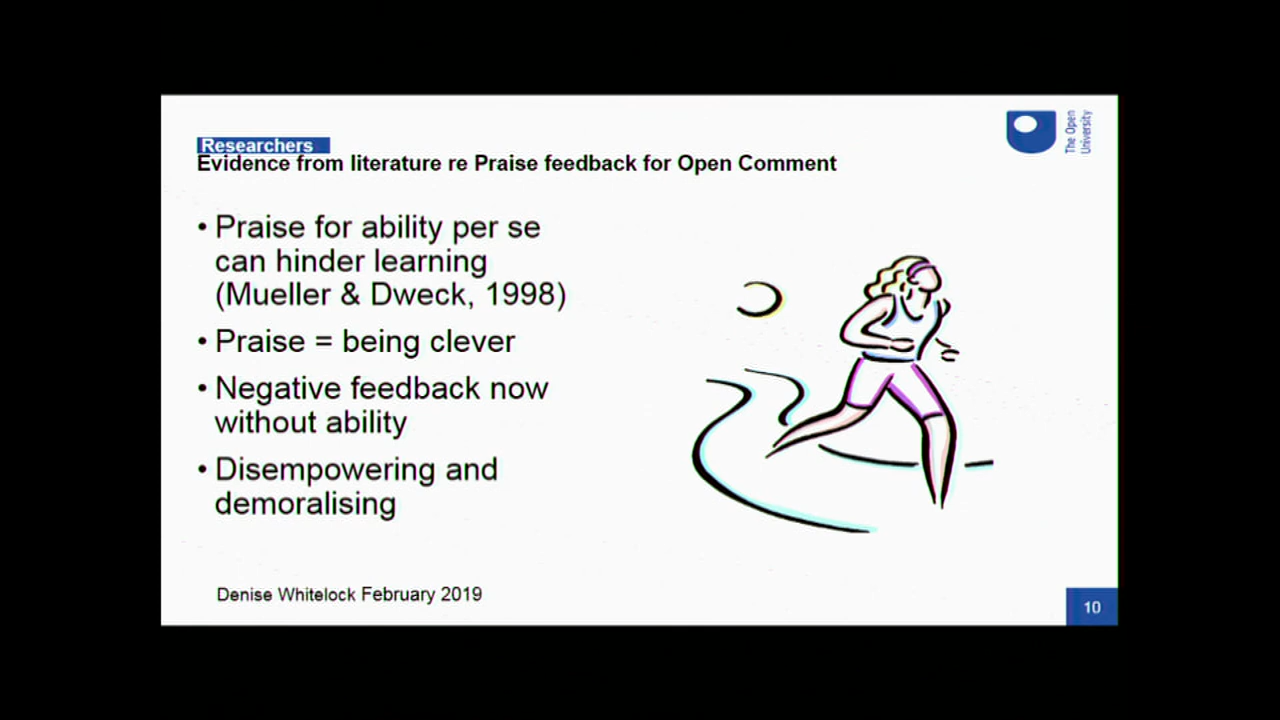 Researchers
Evidence from literature re Praise feedback for Open Comment
The Open
University
• Praise for ability per se
can hinder learning
(Mueller & Dweck, 1998)
• Praise = being clever
• Negative feedback now
without ability
• Disempowering and
demoralising
Denise Whitelock February 2019
10